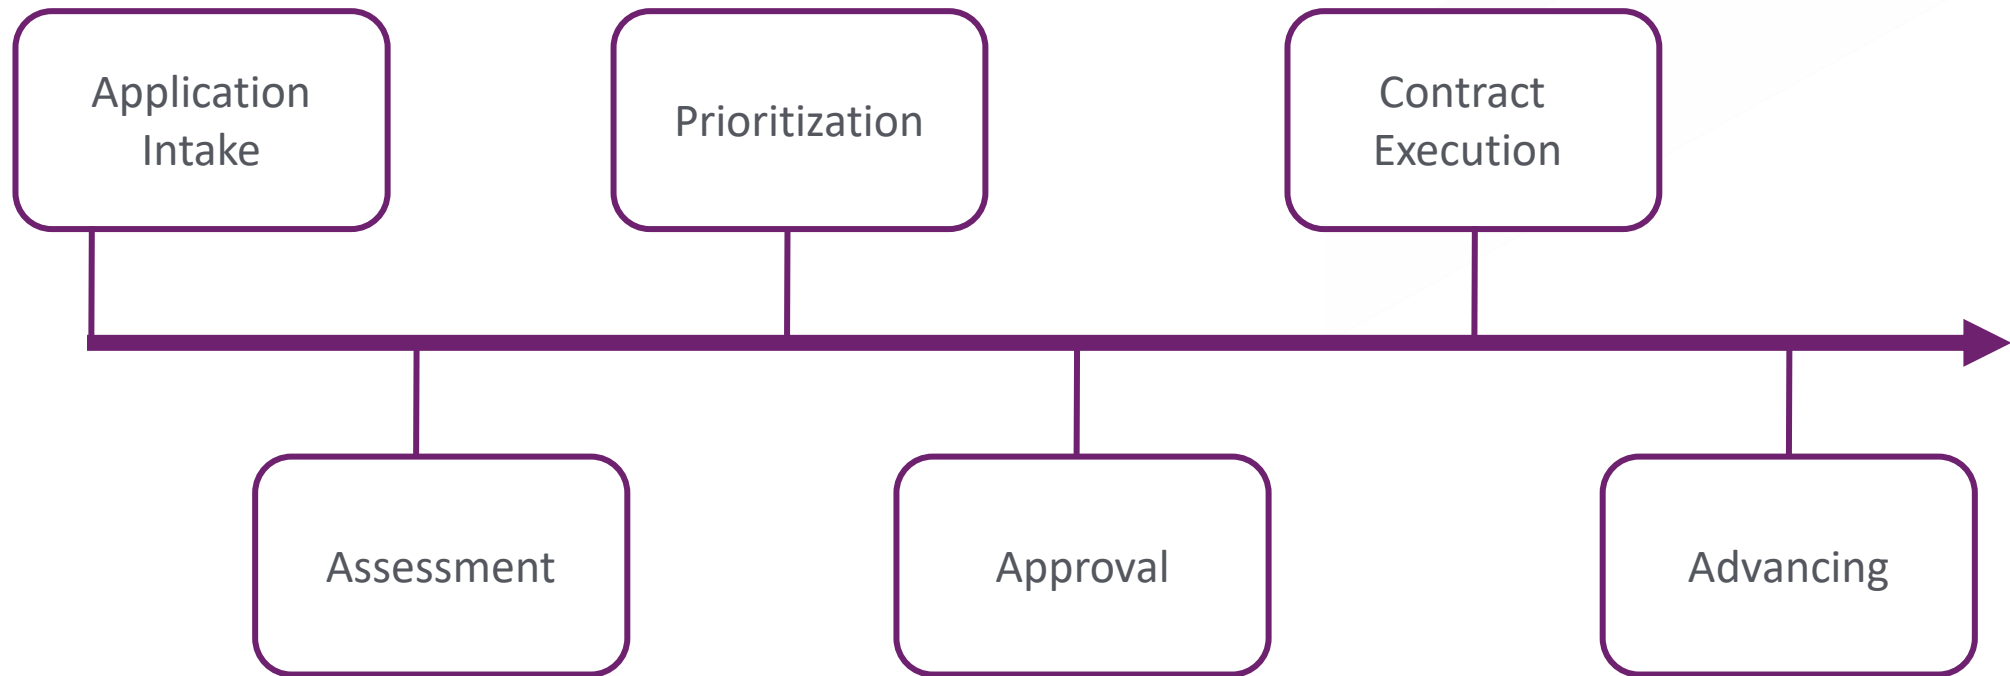 Application
Intake
Prioritization
Contract
Execution
Assessment
Approval
Advancing